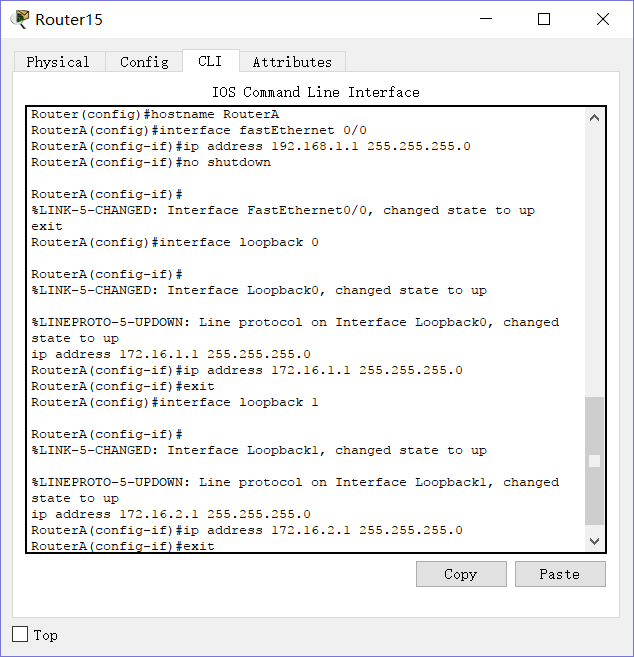 Router15
Physical Config CLI Attributes
IOS Command Line Interface
Router(config)#hostname RouterA
RouterA(config)#interface fastEthernet 0/0
RouterA(config-if)#ip address 192.168.1.1 255.255.255.0
RouterA(config-if)#no shutdown
RouterA(config-if)#
%LINK-5-CHANGED: Interface FastEthernet0/0, changed state to up
exit
RouterA(config)#interface loopback 0
RouterA(config-if)#
%LINK-5-CHANGED: Interface Loopback0, changed state to up
%LINEPROTO-5-UPDOWN: Line protocol on Interface Loopback0, changed
state to up
ip address 172.16.1.1 255.255.255.0
RouterA(config-if)#ip address 172.16.1.1 255.255.255.0
RouterA(config-if)#exit
RouterA(config)#interface loopback 1
RouterA(config-if)#
%LINK-5-CHANGED: Interface Loopback1, changed state to up
%LINEPROTO-5-UPDOWN: Line protocol on Interface Loopback1, changed
state to up
ip address 172.16.2.1 255.255.255.0
RouterA(config-if)#ip address 172.16.2.1 255.255.255.0
RouterA(config-if)#exit
Copy Paste
Top